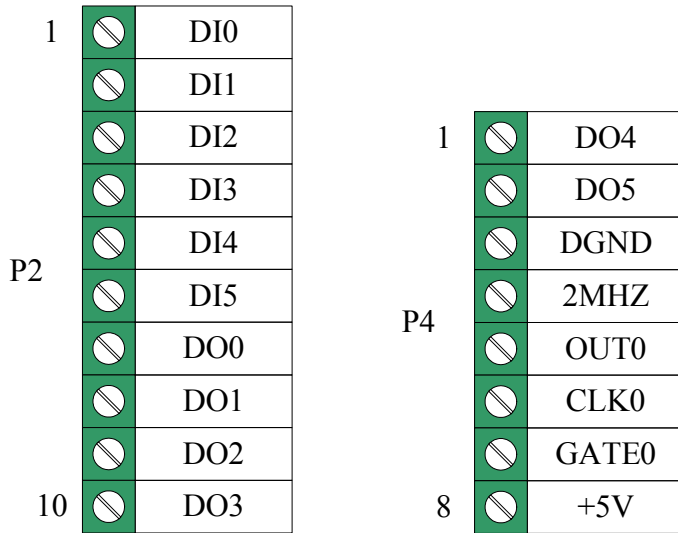 1 DI0
DI1
DI2
DI3
DI4
P2
DI5
DO0
DO1
DO2
10 DO3
1 DO4
DO5
DGND
2MHZ
P4
OUT0
CLK0
GATE0
8 +5V